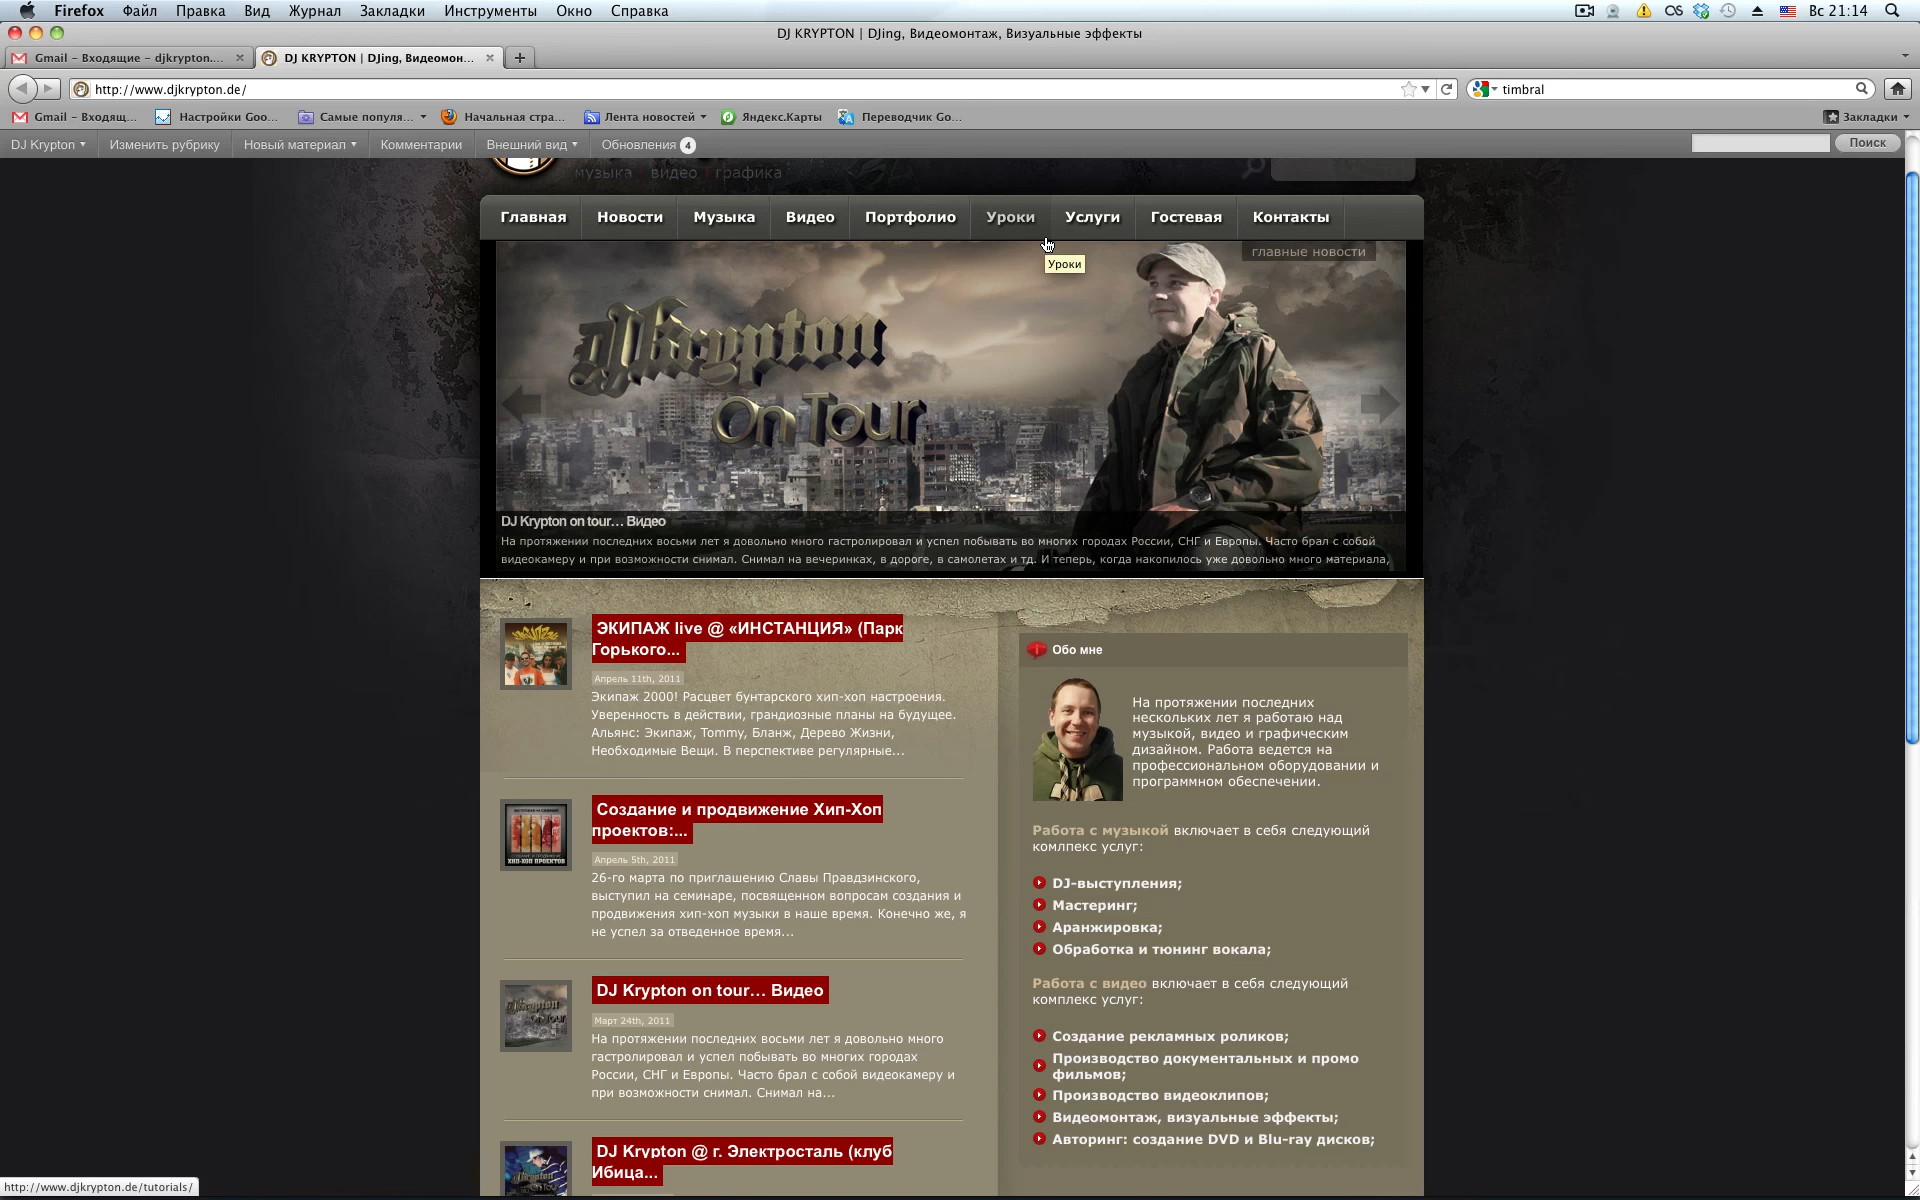 Firefox Файл Правка Вид Журнал Закладки Инструменты Окно Справка Вс 21:14
DJ KRYPTON | DJing, Видеомонтаж, Визуальные эффекты
Gmail – Входящие – djkrypton.... DJ KRYPTON | DJing, Видеомон...
http://www.djkrypton.de/ timbral
Gmail – Входящ... Настройки Goo... Самые популя... Начальная стра... Лента новостей Яндекс.Карты Переводчик Go... Закладки
DJ Krypton Изменить рубрику Новый материал Комментарии Внешний вид Обновления 4 Поиск
музыка видео графика
Главная Новости Музыка Видео Портфолио Уроки Услуги Гостевая Контакты
главные новости
Уроки
DJKrypton
On Tour
DJ Krypton on tour... Видео
На протяжении последних восьми лет я довольно много гастролировал и успел побывать во многих городах России, СНГ и Европы. Часто брал с собой
видеокамеру и при возможности снимал. Снимал на вечеринках, в дороге, в самолетах и тд. И теперь, когда накопилось уже довольно много материала,
ЭКИПАЖ live @ «ИНСТАНЦИЯ» (Парк
Горького...
Апрель 11th, 2011
Экипаж 2000! Расцвет бунтарского хип-хоп настроения.
Уверенность в действии, грандиозные планы на будущее.
Альянс: Экипаж, Tommy, Бланж, Дерево Жизни,
Необходимые Вещи. В перспективе регулярные...
Создание и продвижение Хип-Хоп
проектов:...
ХИП-ХОП ПРОЕКТОВ
Апрель 5th, 2011
26-го марта по приглашению Славы Правдзинского,
выступил на семинаре, посвященном вопросам создания и
продвижения хип-хоп музыки в наше время. Конечно же, я
не успел за отведенное время...
DJ Krypton on tour... Видео
Март 24th, 2011
На протяжении последних восьми лет я довольно много
гастролировал и успел побывать во многих городах
России, СНГ и Европы. Часто брал с собой видеокамеру и
при возможности снимал. Снимал на...
DJ Krypton @ г. Электросталь (клуб
Ибица...
Обо мне
На протяжении последних
нескольких лет я работаю над
музыкой, видео и графическим
дизайном. Работа ведется на
профессиональном оборудовании и
программном обеспечении.
Работа с музыкой включает в себя следующий
комлпекс услуг:
DJ-выступления;
Мастеринг;
Аранжировка;
Обработка и тюнинг вокала;
Работа с видео включает в себя следующий
комплекс услуг:
Создание рекламных роликов;
Производство документальных и промо
фильмов;
Производство видеоклипов;
Видеомонтаж, визуальные эффекты;
Авторинг: создание DVD и Blu-ray дисков;
http://www.djkrypton.de/tutorials/